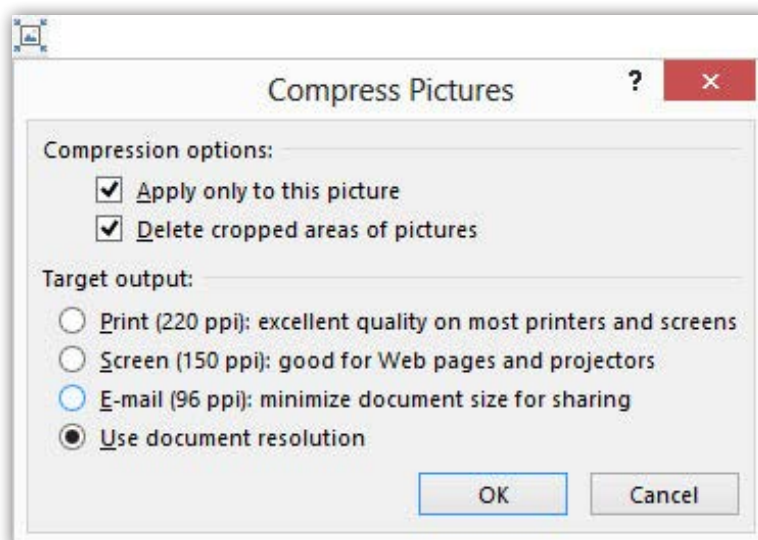 Compress Pictures ?
Compression options:
Apply only to this picture
Delete cropped areas of pictures
Target output:
Print (220 ppi): excellent quality on most printers and screens
Screen (150 ppi): good for Web pages and projectors
E-mail (96 ppi): minimize document size for sharing
Use document resolution
OK Cancel